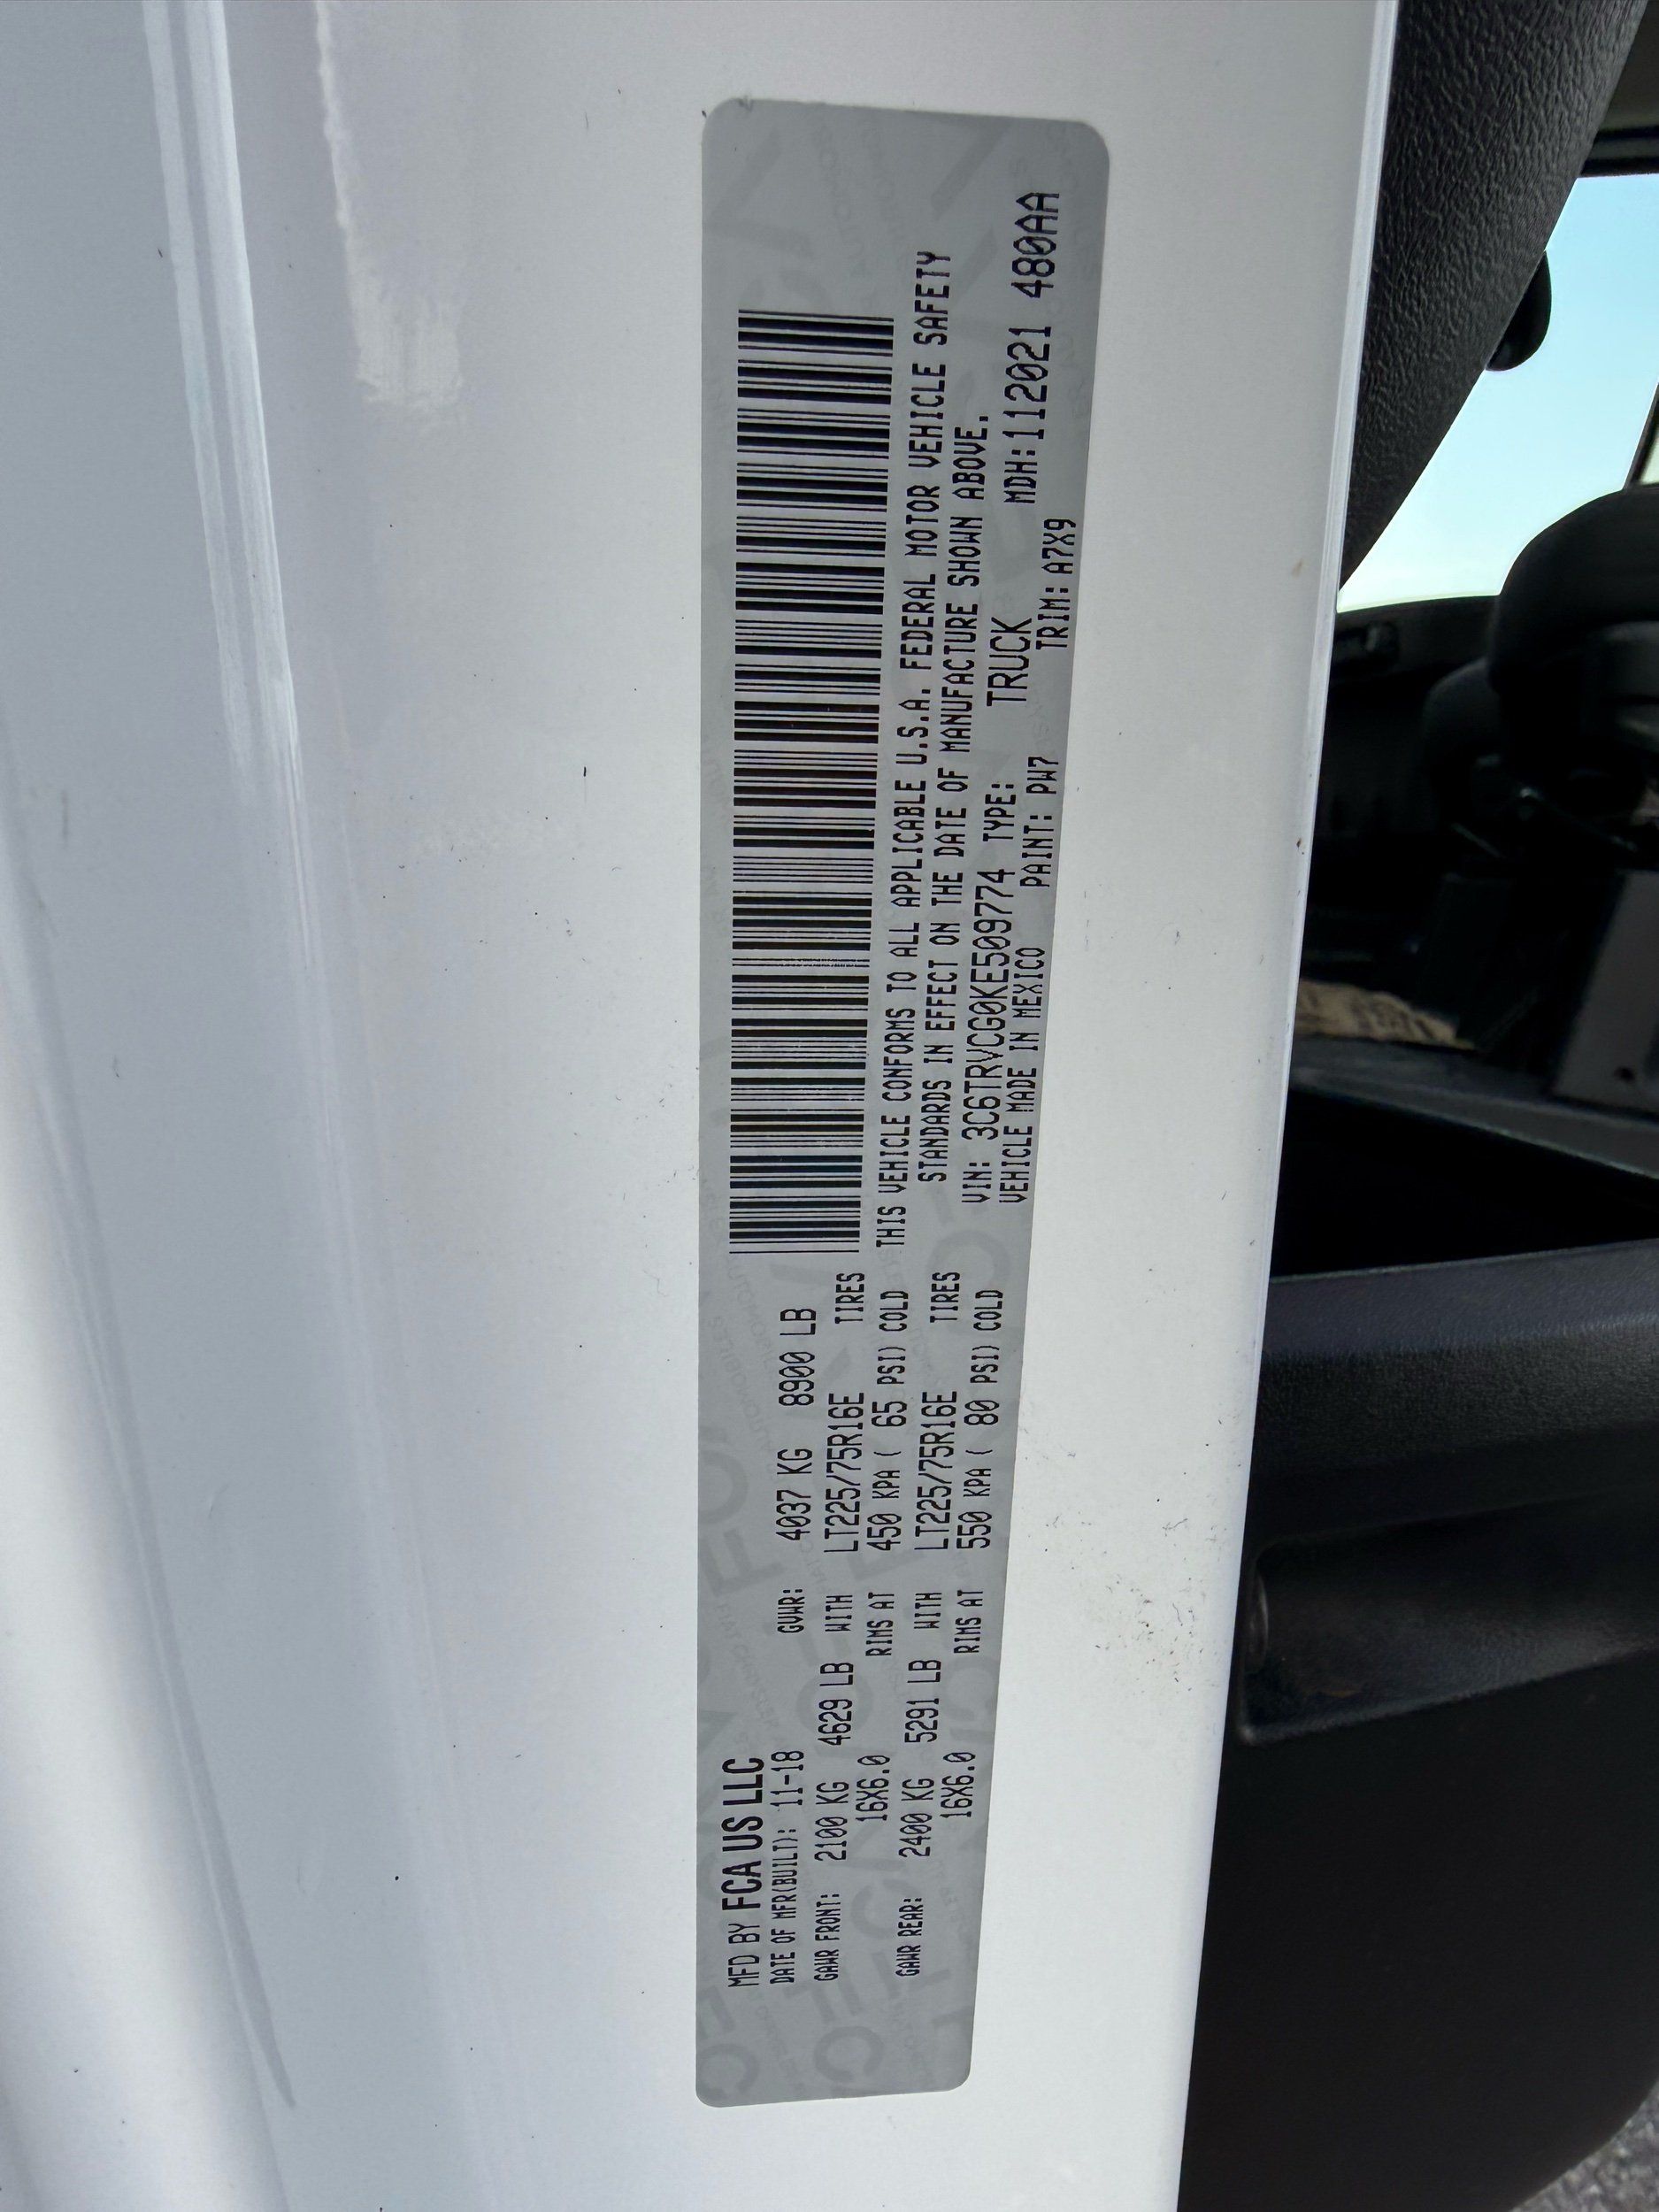 MFD BY FCA US LLC
DATE OF MFR(BUILT): 11-18 GVWR: 4037 KG 8900 LB
GAWR FRONT: 2100 KG 4629 LB WITH LT225/75R16E TIRES
16X6.0 RIMS AT 450 KPA ( 65 PSI) COLD
GAWR REAR: 2400 KG 5291 LB WITH LT225/75R16E TIRES
16X6.0 RIMS AT 550 KPA ( 80 PSI) COLD
THIS VEHICLE CONFORMS TO ALL APPLICABLE U.S.A. FEDERAL MOTOR VEHICLE SAFETY
STANDARDS IN EFFECT ON THE DATE OF MANUFACTURE SHOWN ABOVE.
VIN: 3C6TRVCG0KE509774 TYPE: TRUCK MDH:112021 480AA
VEHICLE MADE IN MEXICO PAINT: PW7 TRIM: A7X9